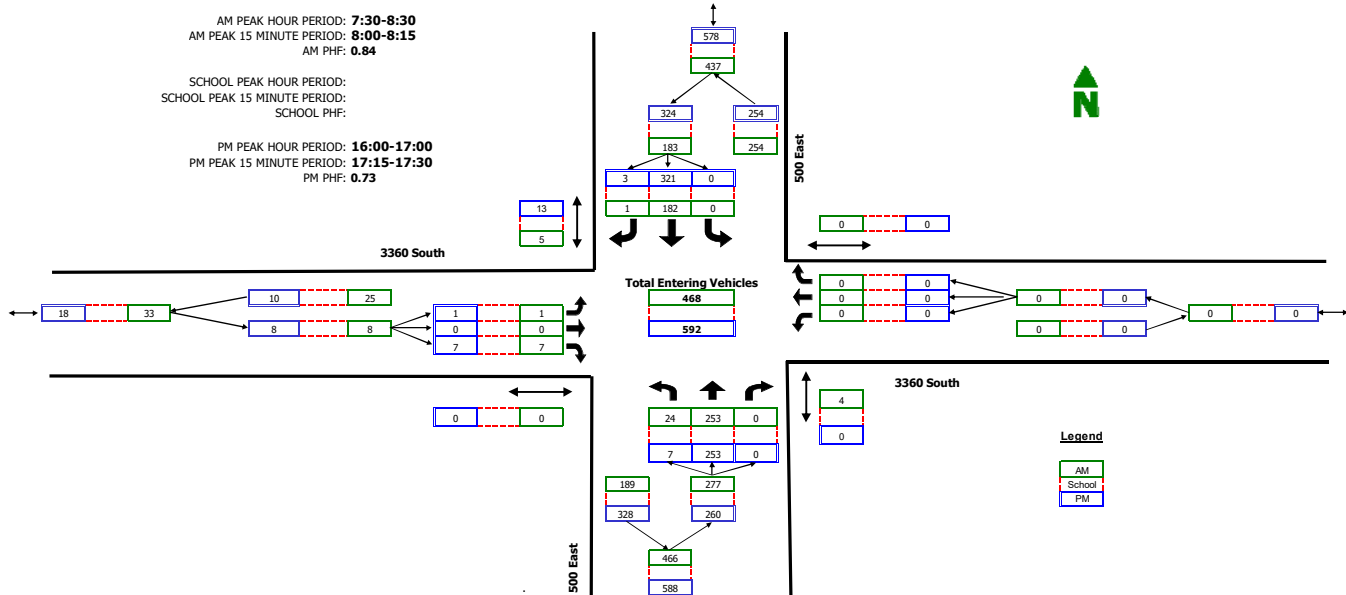 AM PEAK HOUR PERIOD: 7:30-8:30
AM PEAK 15 MINUTE PERIOD: 8:00-8:15
AM PHF: 0.84
SCHOOL PEAK HOUR PERIOD:
SCHOOL PEAK 15 MINUTE PERIOD:
SCHOOL PHF:
PM PEAK HOUR PERIOD: 16:00-17:00
PM PEAK 15 MINUTE PERIOD: 17:15-17:30
PM PHF: 0.73
578
437
324 254
183 254
3 321 0
1 182 0
N
500 East
13
5
0 0
3360 South
Total Entering Vehicles
468
592
18 33
10 25
8 8
1 1
0 0
7 7
0 0
0 0
0 0
0 0
0 0
0 0
3360 South
0 0
24 253 0
7 253 0
4
0
189 277
328 260
466
588
500 East
Legend
AM
School
PM